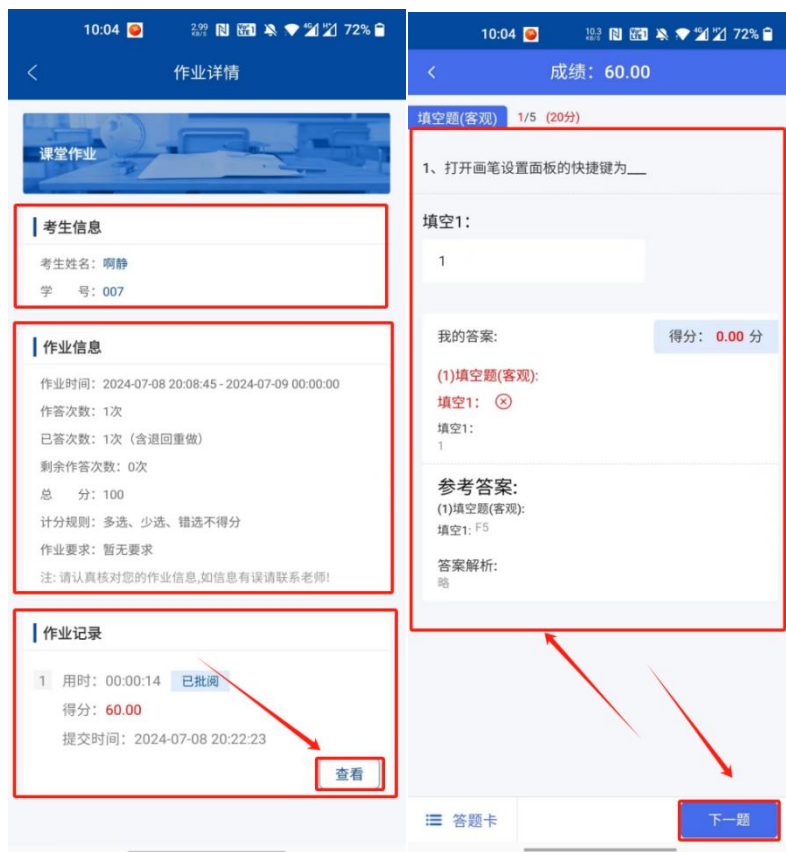 10:04 2.99 KB/S 4G 72%
作业详情
课堂作业
考生信息
考生姓名：啊静
学 号：007
作业信息
作业时间：2024-07-08 20:08:45 - 2024-07-09 00:00:00
作答次数：1次
已答次数：1次（含退回重做）
剩余作答次数：0次
总 分：100
计分规则：多选、少选、错选不得分
作业要求：暂无要求
注: 请认真核对您的作业信息,如信息有误请联系老师!
作业记录
1 用时：00:00:14 已批阅
得分：60.00
提交时间：2024-07-08 20:22:23
查看
10:04 10.3 KB/S 4G 72%
成绩：60.00
填空题(客观) 1/5 (20分)
1、打开画笔设置面板的快捷键为___
填空1：
1
我的答案: 得分： 0.00 分
(1)填空题(客观):
填空1：
填空1：
1
参考答案:
(1)填空题(客观):
填空1: F5
答案解析:
略
答题卡 下一题